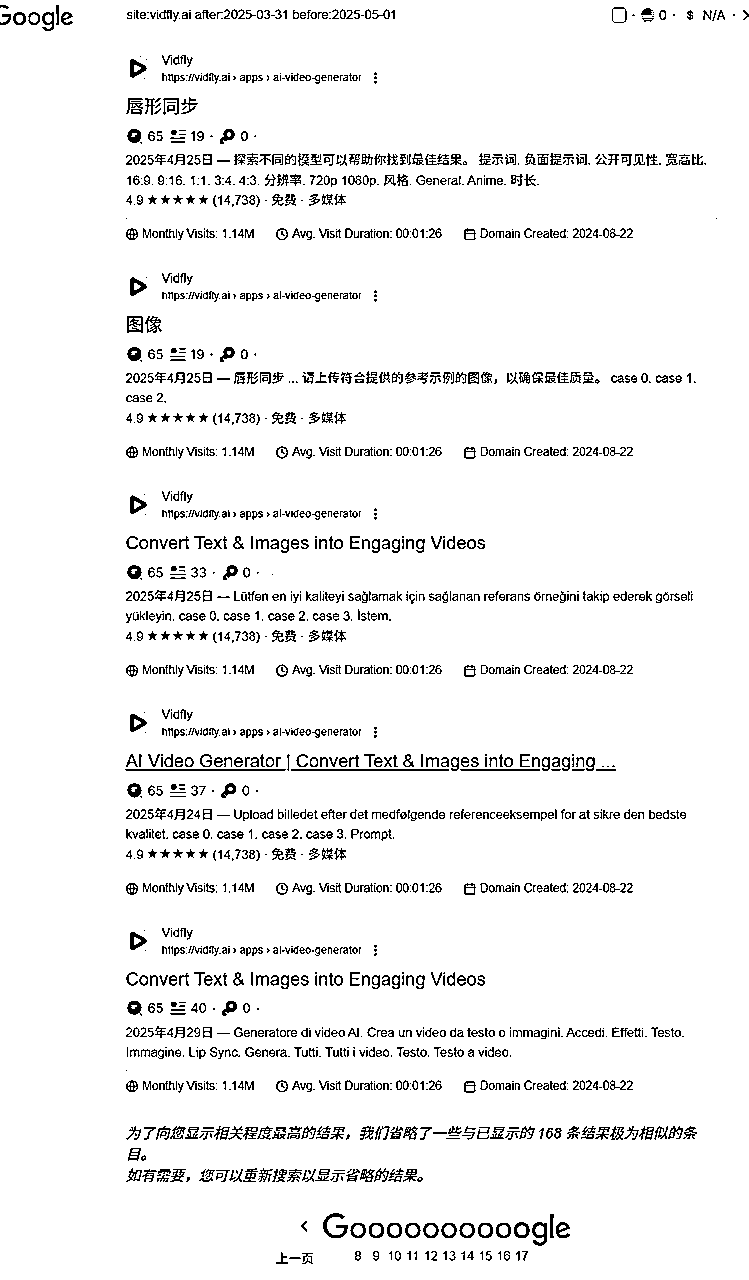 Google
site:vidfly.ai after:2025-03-31 before:2025-05-01
0 · $ N/A ·
Vidfly
https://vidfly.ai › apps › ai-video-generator
唇形同步
65 19 · 0 ·
2025年4月25日 — 探索不同的模型可以帮助你找到最佳结果。 提示词. 负面提示词. 公开可见性. 宽高比.
16:9. 9:16. 1:1. 3:4. 4:3. 分辨率. 720p 1080p. 风格. General. Anime. 时长.
4.9 ★★★★★ (14,738) · 免费 · 多媒体
Monthly Visits: 1.14M Avg. Visit Duration: 00:01:26 Domain Created: 2024-08-22
Vidfly
https://vidfly.ai › apps › ai-video-generator
图像
65 19 · 0 ·
2025年4月25日 — 唇形同步 ... 请上传符合提供的参考示例的图像，以确保最佳质量。 case 0. case 1.
case 2.
4.9 ★★★★★ (14,738) · 免费 · 多媒体
Monthly Visits: 1.14M Avg. Visit Duration: 00:01:26 Domain Created: 2024-08-22
Vidfly
https://vidfly.ai › apps › ai-video-generator
Convert Text & Images into Engaging Videos
65 33 · 0 ·
2025年4月25日 — Lütfen en iyi kaliteyi sağlamak için sağlanan referans örneğini takip ederek görseli
yükleyin. case 0. case 1. case 2. case 3. İstem.
4.9 ★★★★★ (14,738) · 免费 · 多媒体
Monthly Visits: 1.14M Avg. Visit Duration: 00:01:26 Domain Created: 2024-08-22
Vidfly
https://vidfly.ai › apps › ai-video-generator
AI Video Generator | Convert Text & Images into Engaging ...
65 37 · 0 ·
2025年4月24日 — Upload billedet efter det medfølgende referenceeksempel for at sikre den bedste
kvalitet. case 0. case 1. case 2. case 3. Prompt.
4.9 ★★★★★ (14,738) · 免费 · 多媒体
Monthly Visits: 1.14M Avg. Visit Duration: 00:01:26 Domain Created: 2024-08-22
Vidfly
https://vidfly.ai › apps › ai-video-generator
Convert Text & Images into Engaging Videos
65 40 · 0 ·
2025年4月29日 — Generatore di video AI. Crea un video da testo o immagini. Accedi. Effetti. Testo.
Immagine. Lip Sync. Genera. Tutti. Tutti i video. Testo. Testo a video.
Monthly Visits: 1.14M Avg. Visit Duration: 00:01:26 Domain Created: 2024-08-22
为了向您显示相关程度最高的结果，我们省略了一些与已显示的 168 条结果极为相似的条
目。
如有需要，您可以重新搜索以显示省略的结果。
Goooooooooogle
上一页 8 9 10 11 12 13 14 15 16 17